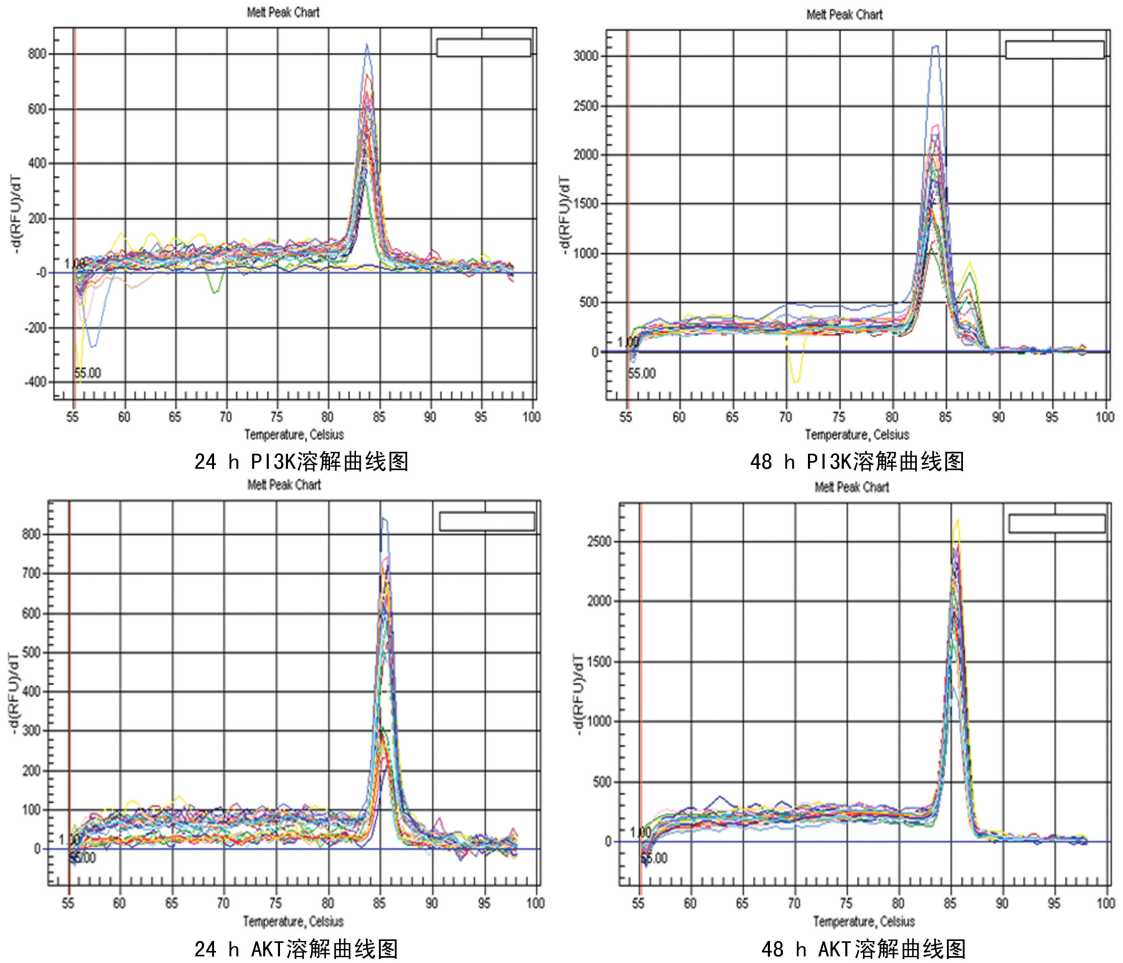 Melt Peak Chart
-d(RFU)/dT
800
600
400
200
-0
-200
-400
1.00
55.00
55 60 65 70 75 80 85 90 95 100
Temperature, Celsius
24 h PI3K溶解曲线图
Melt Peak Chart
-d(RFU)/dT
3000
2500
2000
1500
1000
500
0
1.00
55.00
55 60 65 70 75 80 85 90 95 100
Temperature, Celsius
48 h PI3K溶解曲线图
Melt Peak Chart
-d(RFU)/dT
800
700
600
500
400
300
200
100
0
1.00
55.00
55 60 65 70 75 80 85 90 95 100
Temperature, Celsius
24 h AKT溶解曲线图
Melt Peak Chart
-d(RFU)/dT
2500
2000
1500
1000
500
0
1.00
55.00
55 60 65 70 75 80 85 90 95 100
Temperature, Celsius
48 h AKT溶解曲线图